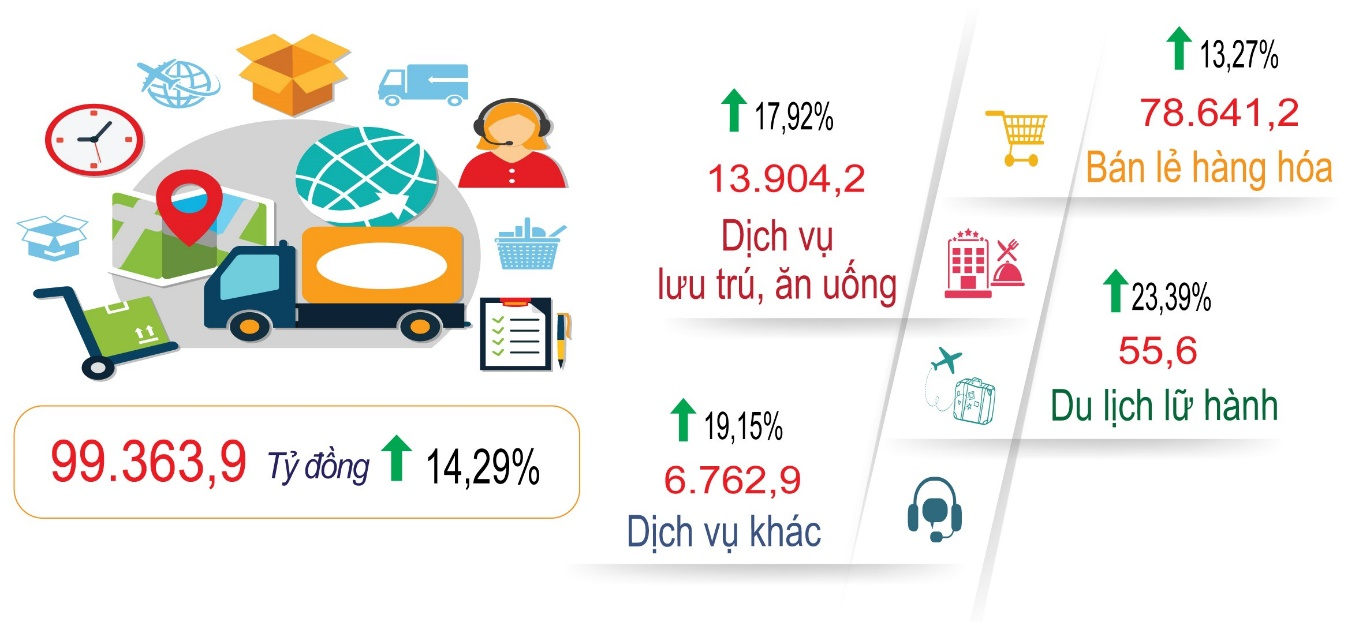 99.363,9 Tỷ đồng 14,29%
17,92%
13.904,2
Dịch vụ
lưu trú, ăn uống
13,27%
78.641,2
Bán lẻ hàng hóa
23,39%
55,6
Du lịch lữ hành
19,15%
6.762,9
Dịch vụ khác